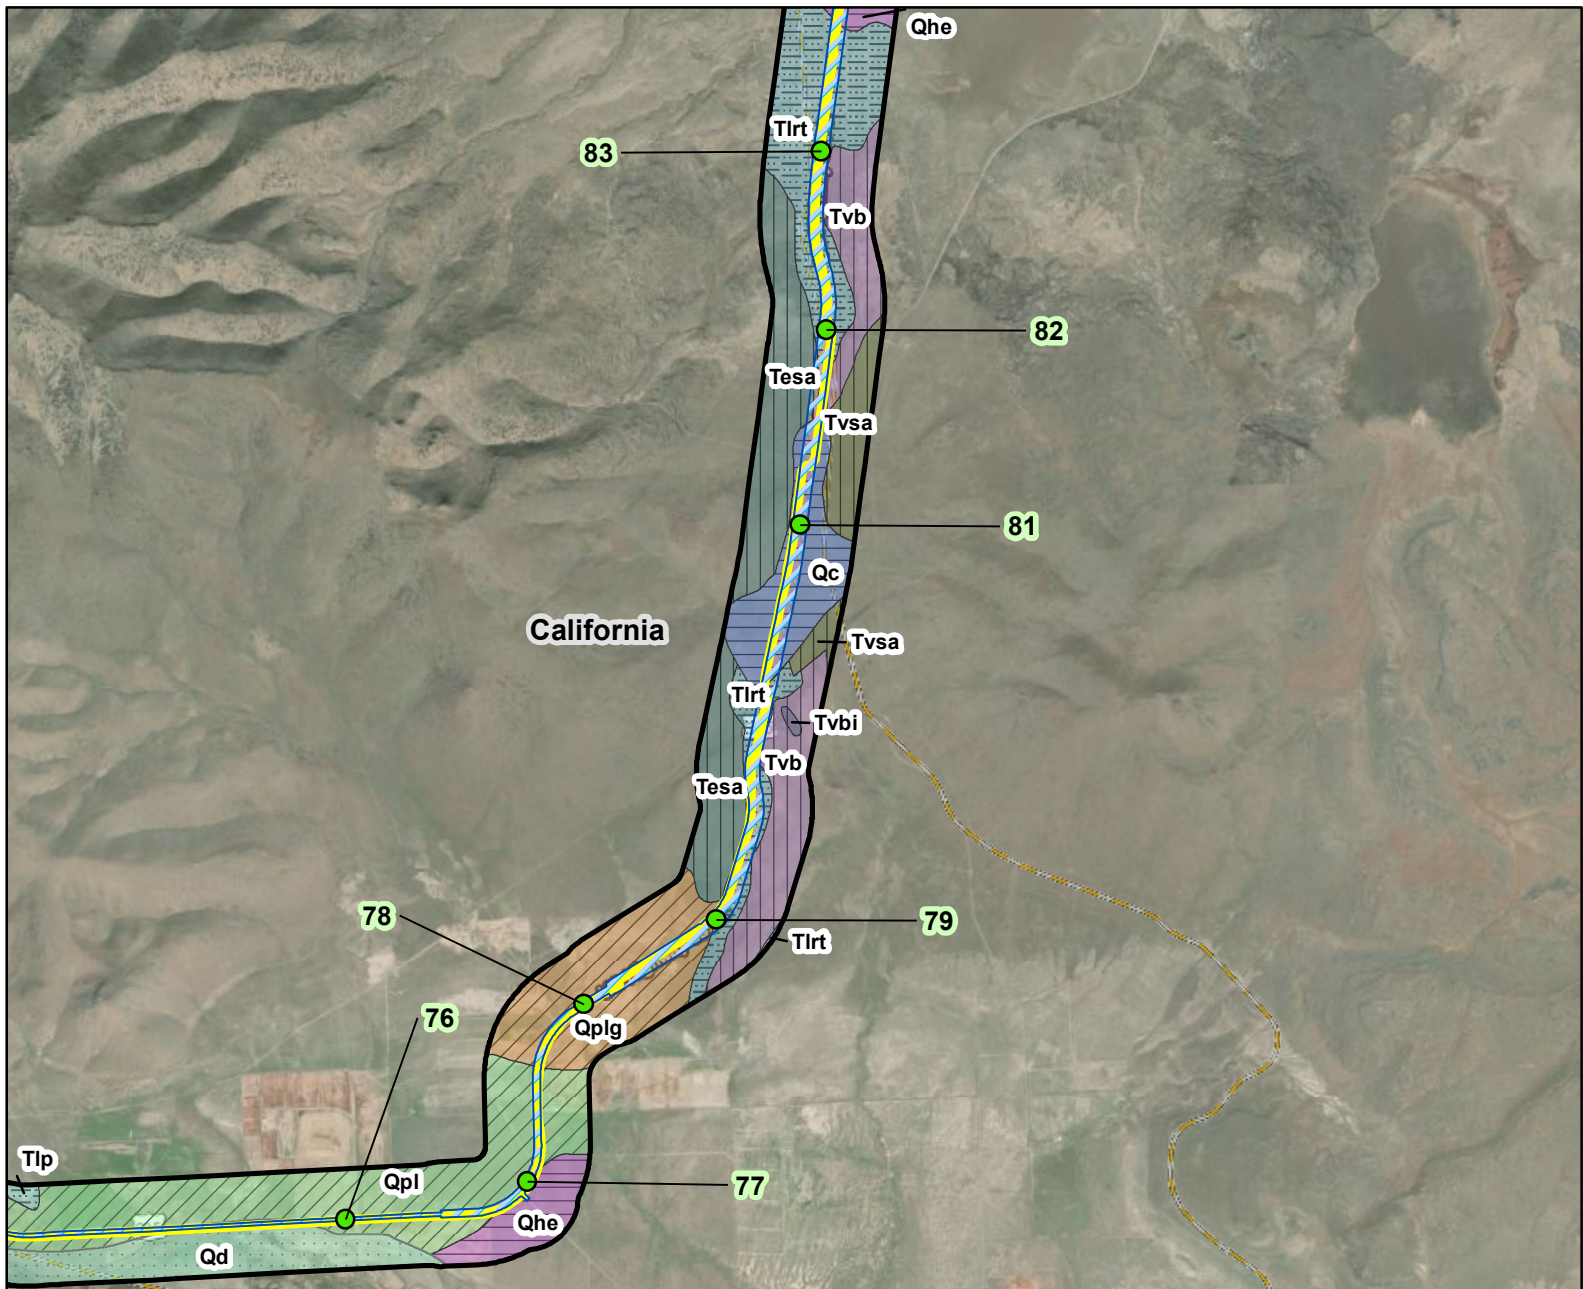 Qhe
Tlrt
83
Tvb
82
Tesa
Tvsa
81
Qc
California
Tvsa
Tlrt
Tvbi
Tvb
Tesa
78
79
Tlrt
76
Qplg
Tlp
Qpl
77
Qhe
Qd